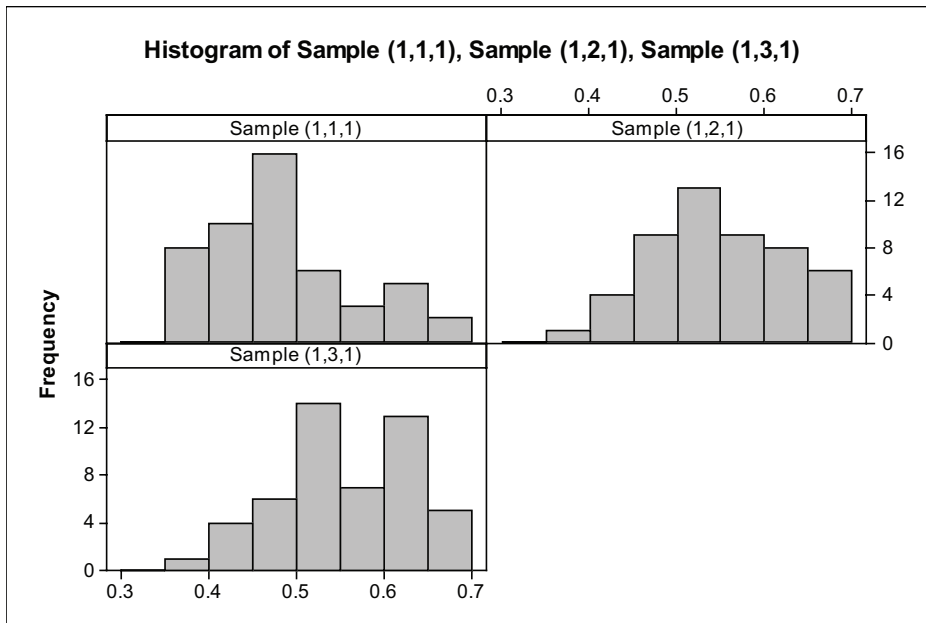 Histogram of Sample (1,1,1), Sample (1,2,1), Sample (1,3,1)
0.3 0.4 0.5 0.6 0.7
Sample (1,1,1) Sample (1,2,1)
16
12
8
4
0
Frequency
Sample (1,3,1)
16
12
8
4
0
0.3 0.4 0.5 0.6 0.7